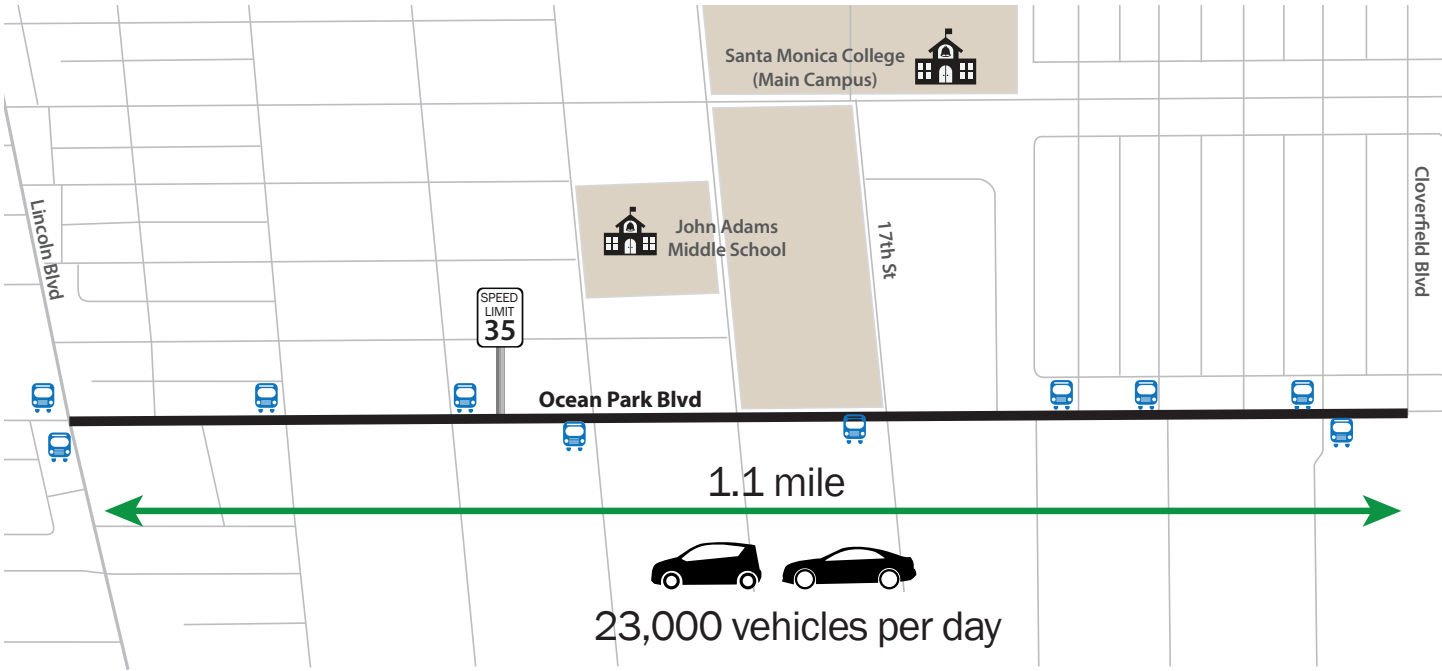 Santa Monica College
(Main Campus)
Lincoln Blvd
John Adams
Middle School
17th St
Cloverfield Blvd
SPEED
LIMIT
35
Ocean Park Blvd
1.1 mile
23,000 vehicles per day